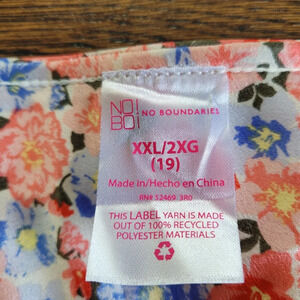 NO!
BO!
NO BOUNDARIES
XXL/2XG
(19)
Made in/Hecho en China
RN# 52469 3R0
THIS LABEL YARN IS MADE
OUT OF 100% RECYCLED
POLYESTER MATERIALS